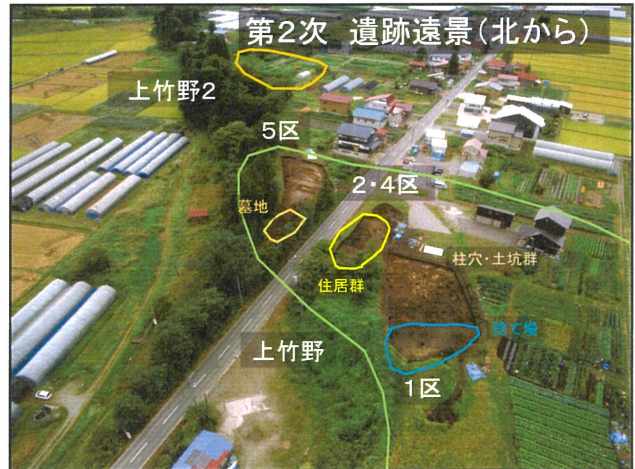 第2次 遺跡遠景(北から)
上竹野2
5区
2・4区
墓地
柱穴・土坑群
住居群
捨て場
上竹野
1区